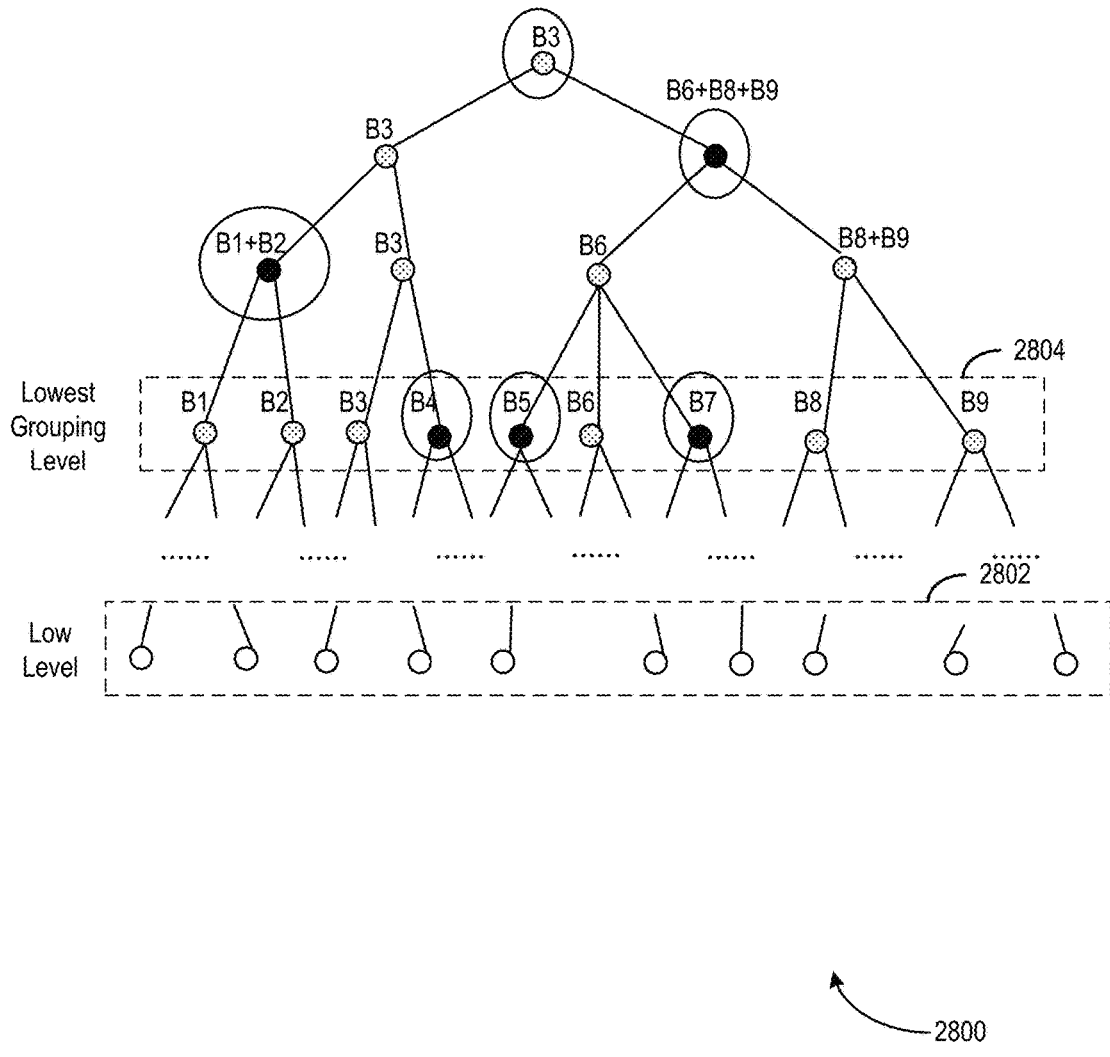 B3
B6+B8+B9
B3
B1+B2
B3
B6
B8+B9
2804
Lowest
Grouping
Level
B1
B2
B3
B4
B5
B6
B7
B8
B9
2802
Low
Level
2800